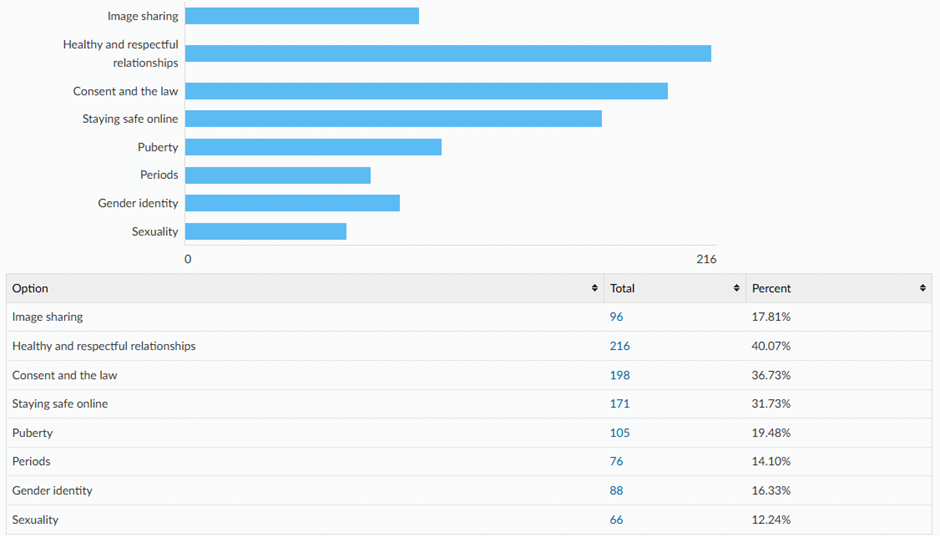 Image sharing
Healthy and respectful
relationships
Consent and the law
Staying safe online
Puberty
Periods
Gender identity
Sexuality
0 216
Option Total Percent
Image sharing 96 17.81%
Healthy and respectful relationships 216 40.07%
Consent and the law 198 36.73%
Staying safe online 171 31.73%
Puberty 105 19.48%
Periods 76 14.10%
Gender identity 88 16.33%
Sexuality 66 12.24%